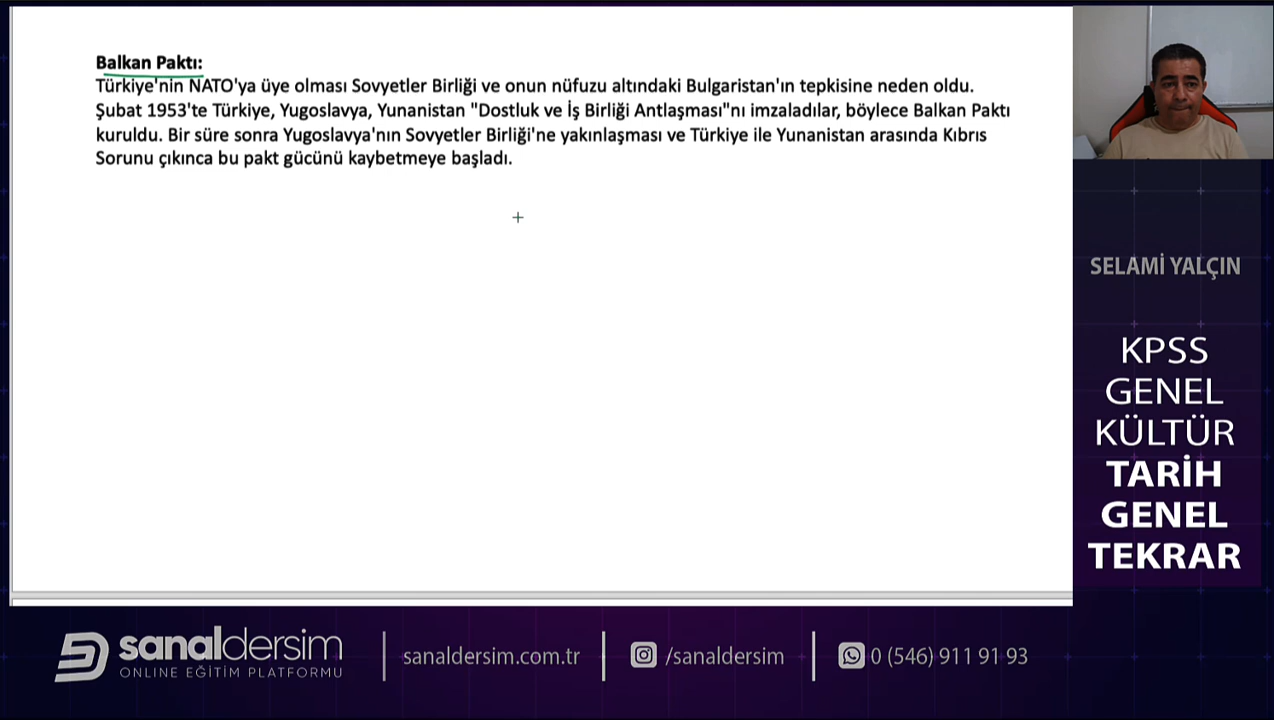 Balkan Paktı:
Türkiye'nin NATO'ya üye olması Sovyetler Birliği ve onun nüfuzu altındaki Bulgaristan'ın tepkisine neden oldu.
Şubat 1953'te Türkiye, Yugoslavya, Yunanistan "Dostluk ve İş Birliği Antlaşması"nı imzaladılar, böylece Balkan Paktı
kuruldu. Bir süre sonra Yugoslavya'nın Sovyetler Birliği'ne yakınlaşması ve Türkiye ile Yunanistan arasında Kıbrıs
Sorunu çıkınca bu pakt gücünü kaybetmeye başladı.
SELAMİ YALÇIN
KPSS
GENEL
KÜLTÜR
TARİH
GENEL
TEKRAR
sanaldersim
ONLINE EĞİTİM PLATFORMU
sanaldersim.com.tr
/sanaldersim
0 (546) 911 91 93